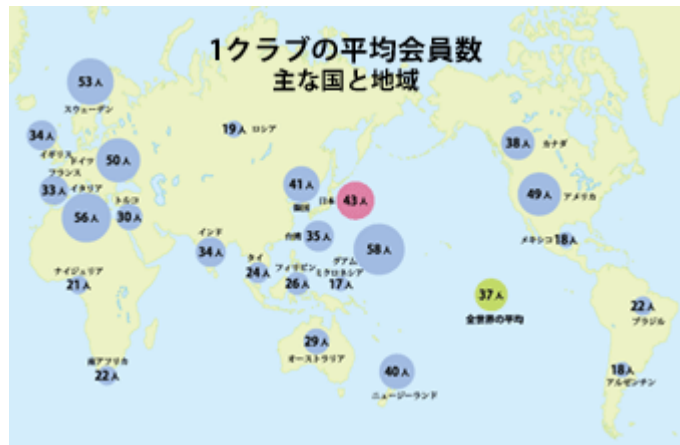 1クラブの平均会員数
主な国と地域
53人
スウェーデン
34人
イギリス
ドイツ
50人
フランス
33人
イタリア
56人
トルコ
30人
19人 ロシア
41人
韓国
日本
43人
台湾
35人
58人
グアム
ミクロネシア
17人
インド
34人
タイ
24人
フィリピン
26人
ナイジェリア
21人
南アフリカ
22人
29人
オーストラリア
40人
ニュージーランド
37人
全世界の平均
38人
カナダ
49人
アメリカ
メキシコ
18人
22人
ブラジル
18人
アルゼンチン